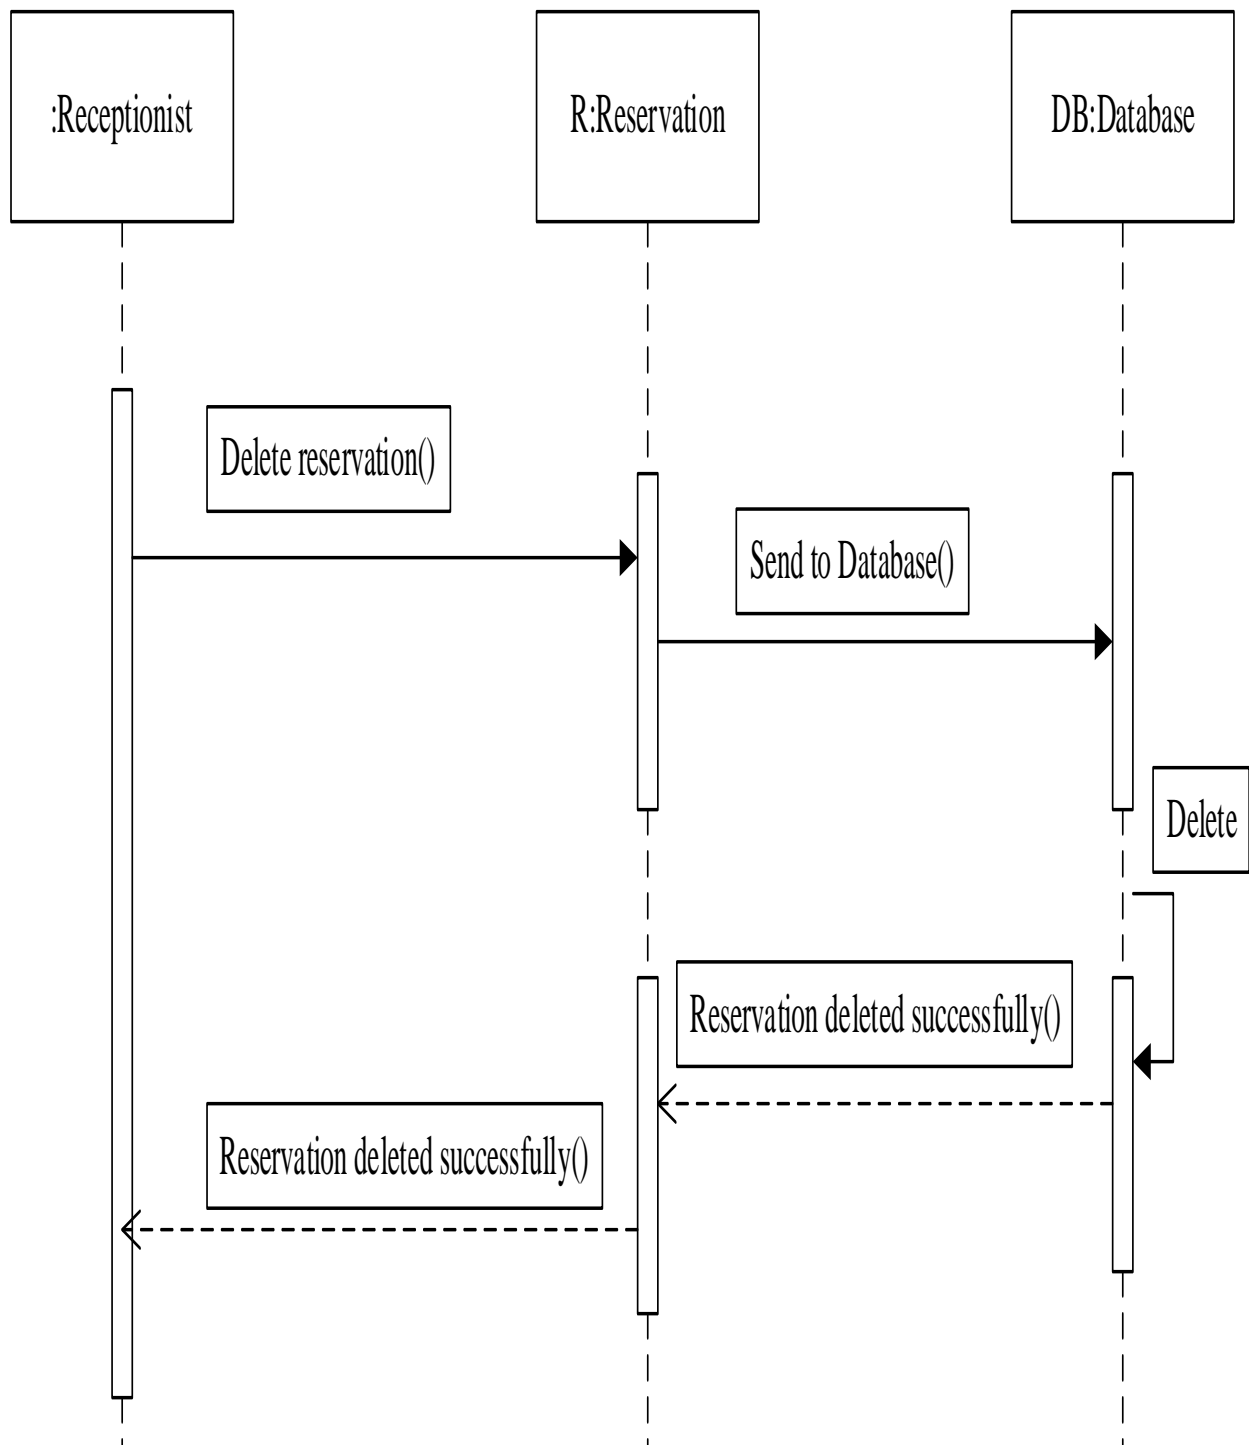 :Receptionist
R:Reservation
DB:Database
Delete reservation()
Send to Database()
Delete
Reservation deleted successfully()
Reservation deleted successfully()